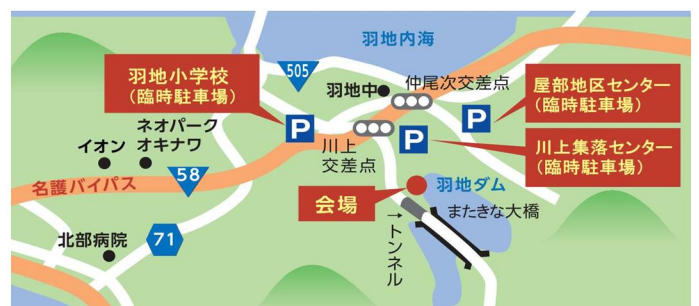 羽地内海
羽地小学校
（臨時駐車場）
505
羽地中
仲尾次交差点
屋部地区センター
（臨時駐車場）
P
P
P
川上
交差点
川上集落センター
（臨時駐車場）
イオン
ネオパーク
オキナワ
名護バイパス
58
会場
羽地ダム
またきな大橋
→トンネル
北部病院
71